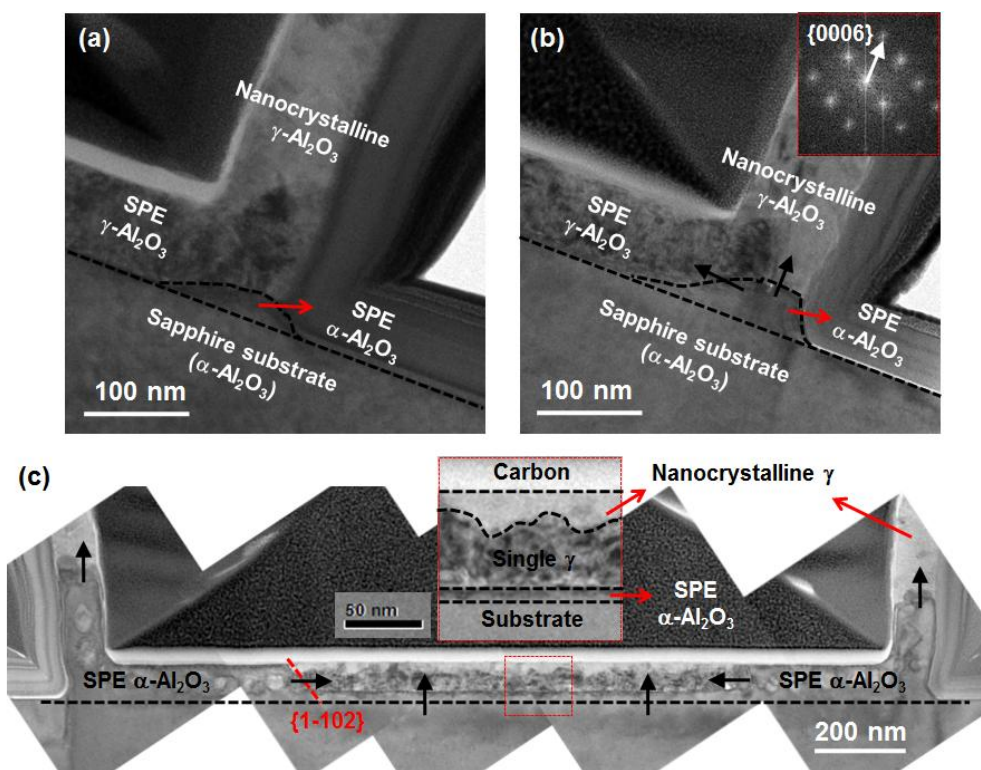 (a)
Nanocrystalline
γ-Al₂O₃
SPE
γ-Al₂O₃
SPE
α-Al₂O₃
Sapphire substrate
(α-Al₂O₃)
100 nm
(b)
{0006}
Nanocrystalline
γ-Al₂O₃
SPE
γ-Al₂O₃
SPE
α-Al₂O₃
Sapphire substrate
(α-Al₂O₃)
100 nm
(c)
Carbon
Nanocrystalline γ
Single γ
SPE
α-Al₂O₃
Substrate
50 nm
SPE α-Al₂O₃
SPE α-Al₂O₃
{1-102}
200 nm